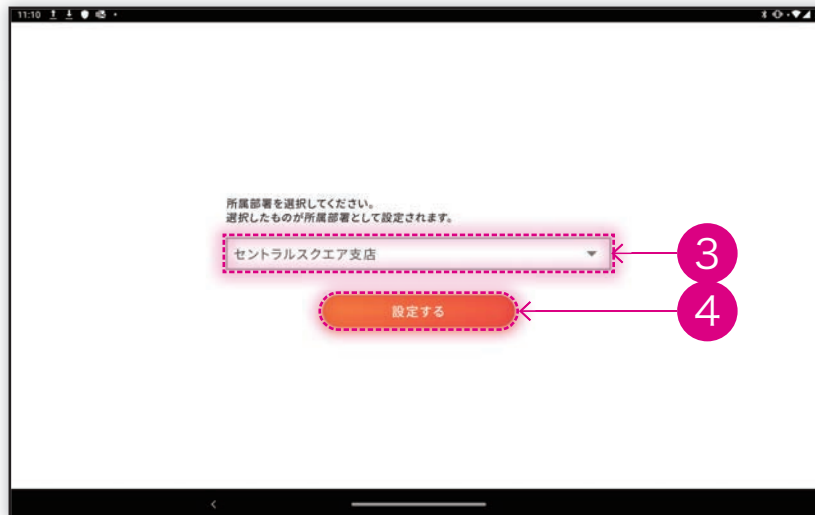 11:10
所属部署を選択してください。
選択したものが所属部署として設定されます。
セントラルスクエア支店
3
設定する
4